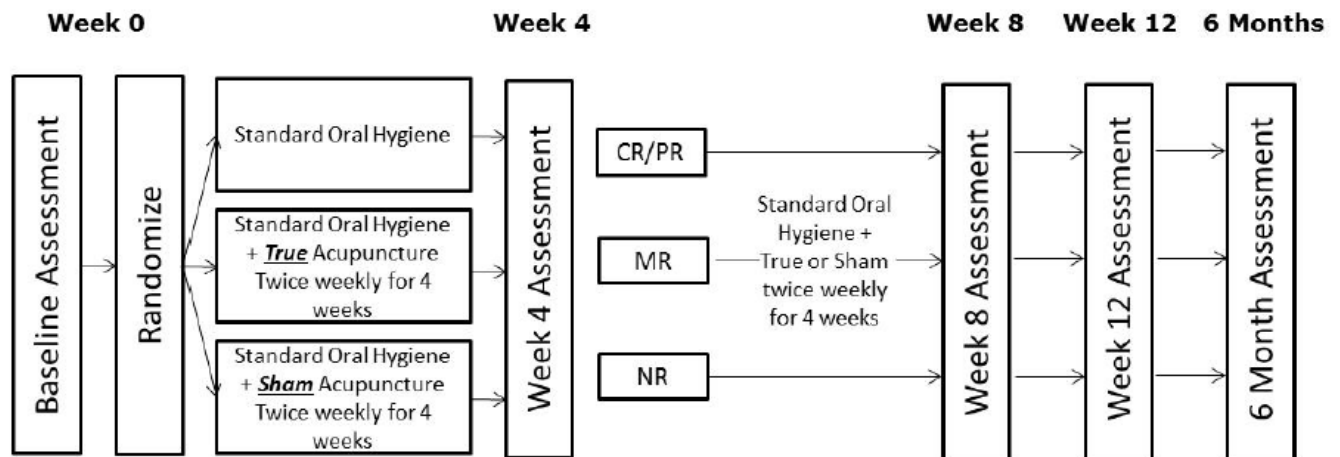 Week 0
Week 4
Week 8
Week 12
6 Months
Baseline Assessment
Randomize
Standard Oral Hygiene
Standard Oral Hygiene
+ True Acupuncture
Twice weekly for 4
weeks
Standard Oral Hygiene
+ Sham Acupuncture
Twice weekly for 4
weeks
Week 4 Assessment
CR/PR
MR
NR
Standard Oral
Hygiene +
True or Sham
twice weekly
for 4 weeks
Week 8 Assessment
Week 12 Assessment
6 Month Assessment